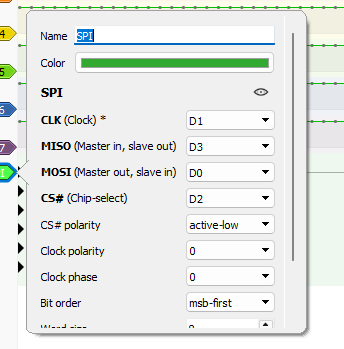 Name SPI
Color
SPI
CLK (Clock) * D1
MISO (Master in, slave out) D3
MOSI (Master out, slave in) D0
CS# (Chip-select) D2
CS# polarity active-low
Clock polarity 0
Clock phase 0
Bit order msb-first
4
5
6
7